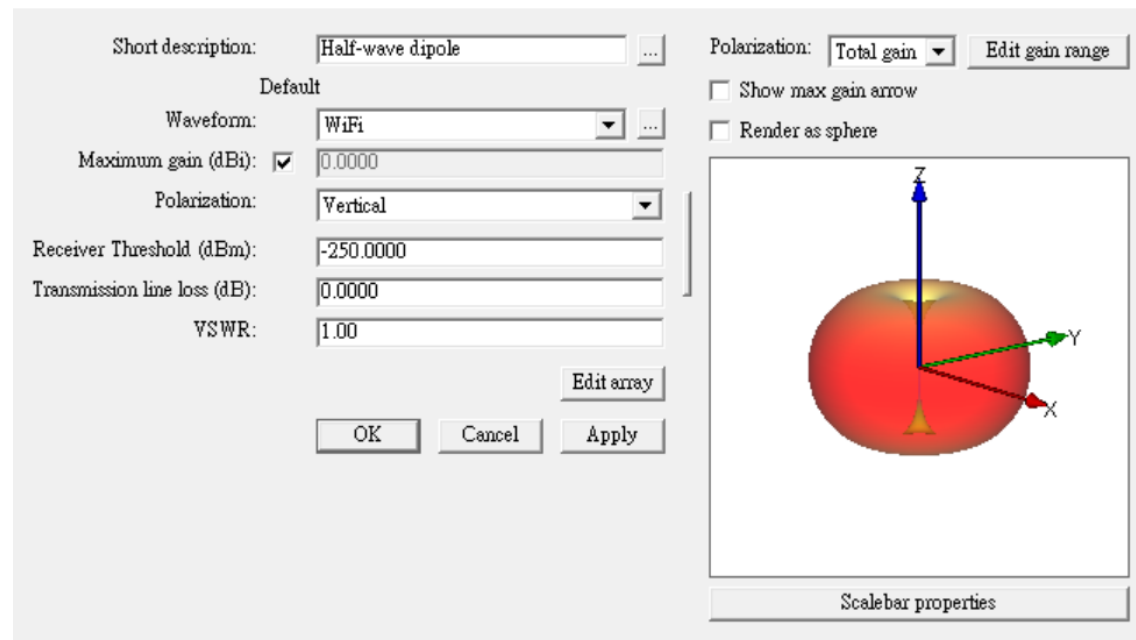 Short description: Half-wave dipole ...
Default
Waveform: WiFi ...
Maximum gain (dBi): 0.0000
Polarization: Vertical
Receiver Threshold (dBm): -250.0000
Transmission line loss (dB): 0.0000
VSWR: 1.00
Edit array
OK Cancel Apply
Polarization: Total gain Edit gain range
Show max gain arrow
Render as sphere
Z
Y
X
Scalebar properties